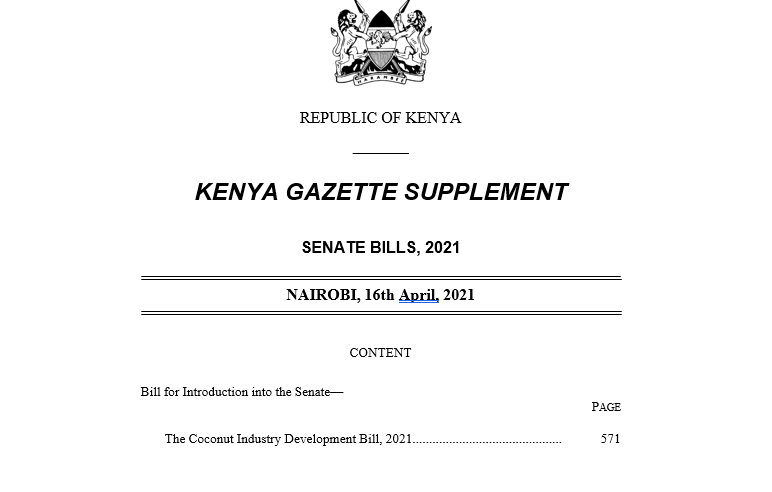 HARAMBEE
REPUBLIC OF KENYA
KENYA GAZETTE SUPPLEMENT
SENATE BILLS, 2021
NAIROBI, 16th April, 2021
CONTENT
Bill for Introduction into the Senate—
PAGE
The Coconut Industry Development Bill, 2021................................................ 571